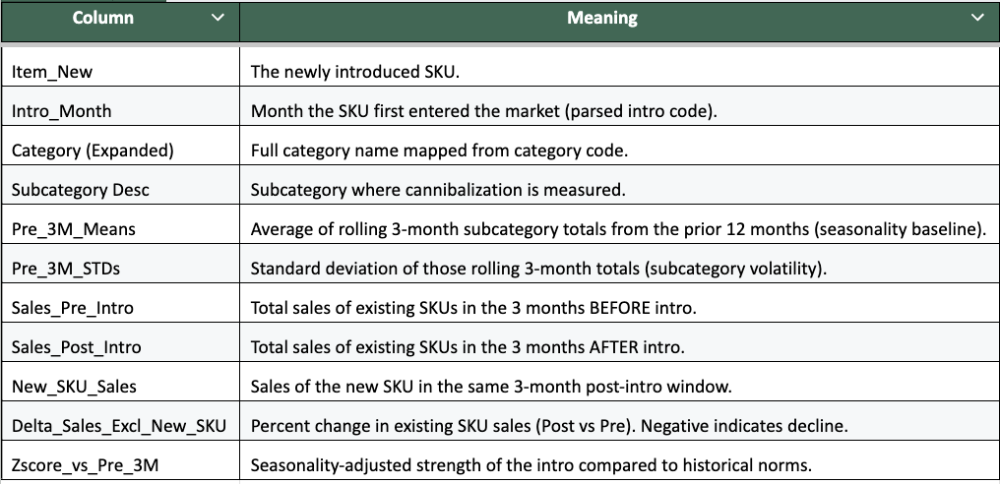 Column Meaning
Item_New The newly introduced SKU.
Intro_Month Month the SKU first entered the market (parsed intro code).
Category (Expanded) Full category name mapped from category code.
Subcategory Desc Subcategory where cannibalization is measured.
Pre_3M_Means Average of rolling 3-month subcategory totals from the prior 12 months (seasonality baseline).
Pre_3M_STDs Standard deviation of those rolling 3-month totals (subcategory volatility).
Sales_Pre_Intro Total sales of existing SKUs in the 3 months BEFORE intro.
Sales_Post_Intro Total sales of existing SKUs in the 3 months AFTER intro.
New_SKU_Sales Sales of the new SKU in the same 3-month post-intro window.
Delta_Sales_Excl_New_SKU Percent change in existing SKU sales (Post vs Pre). Negative indicates decline.
Zscore_vs_Pre_3M Seasonality-adjusted strength of the intro compared to historical norms.